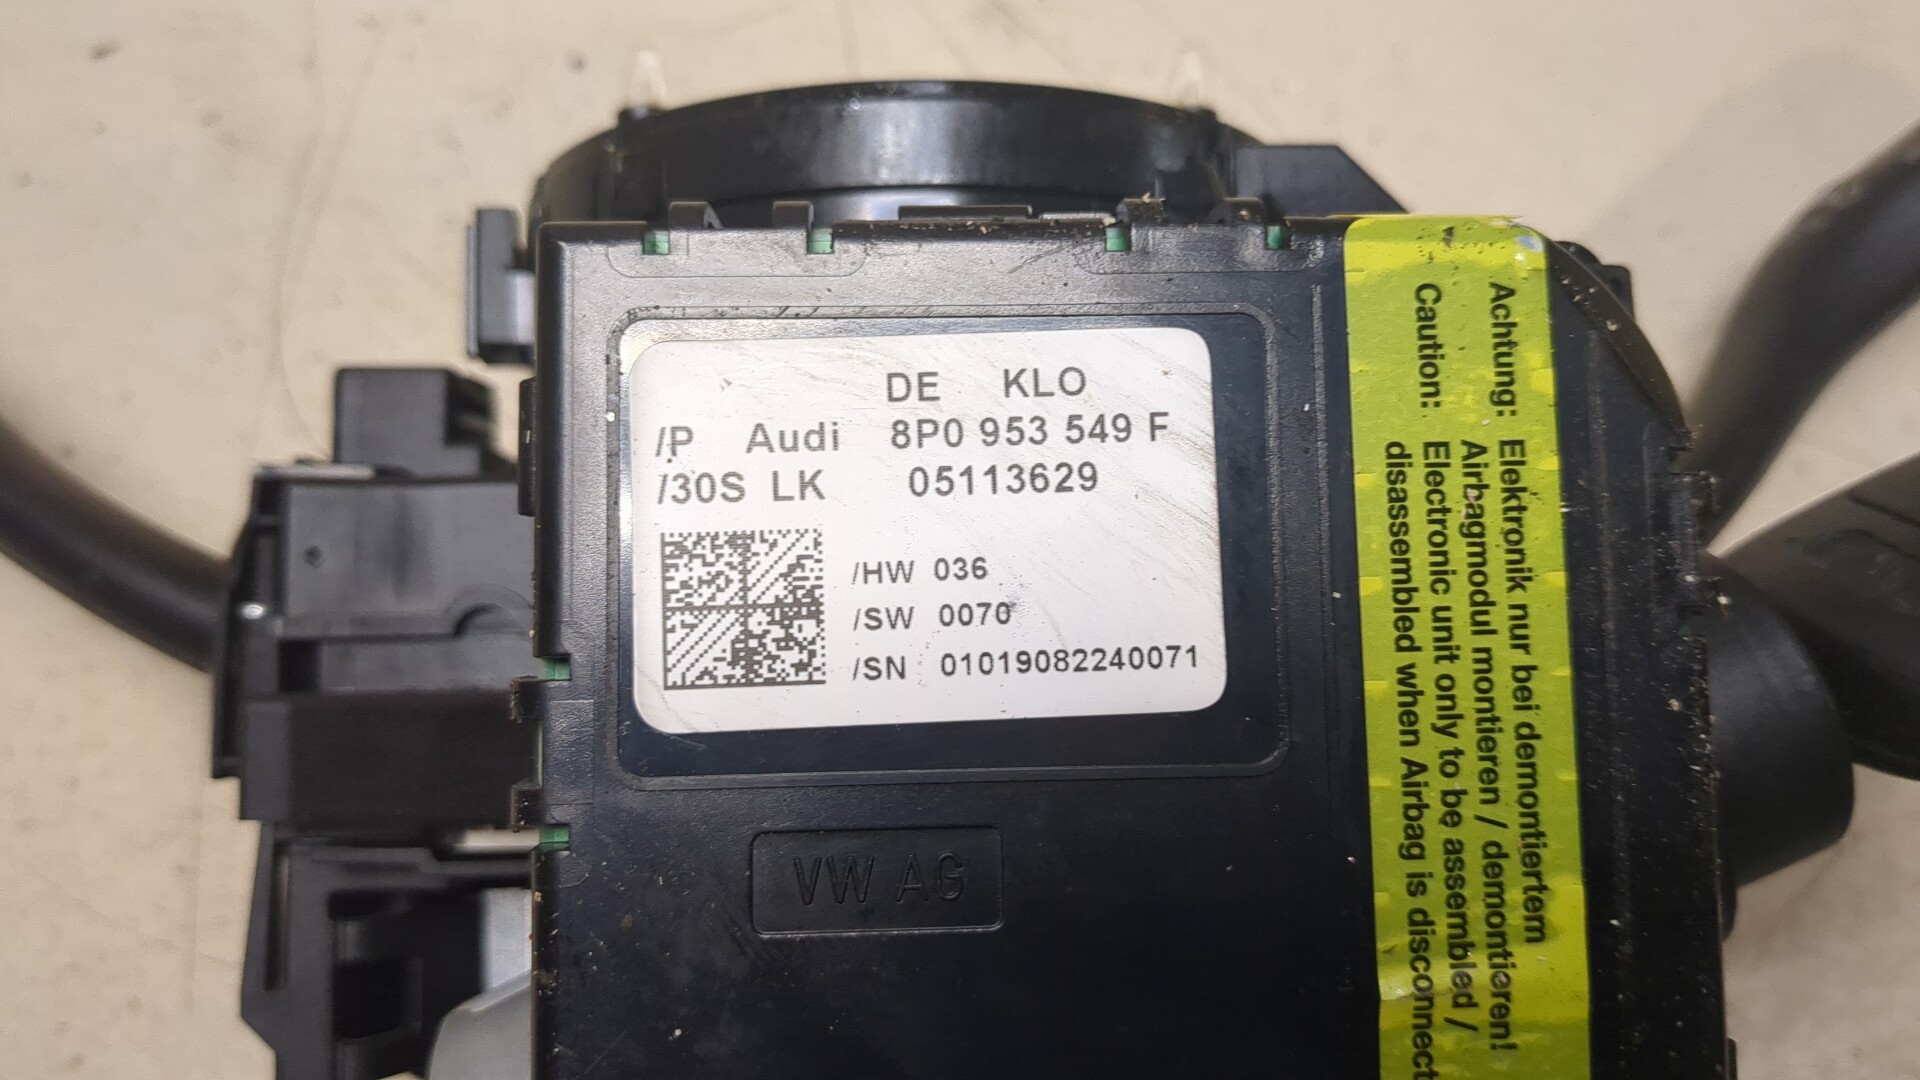 DE KLO
/P Audi 8P0 953 549 F
/30S LK 05113629
/HW 036
/SW 0070
/SN 01019082240071
VW AG
Achtung: Elektronik nur bei demontiertem
Airbagmodul montieren / demontieren!
Caution: Electronic unit only to be assembled /
disassembled when Airbag is disconnect